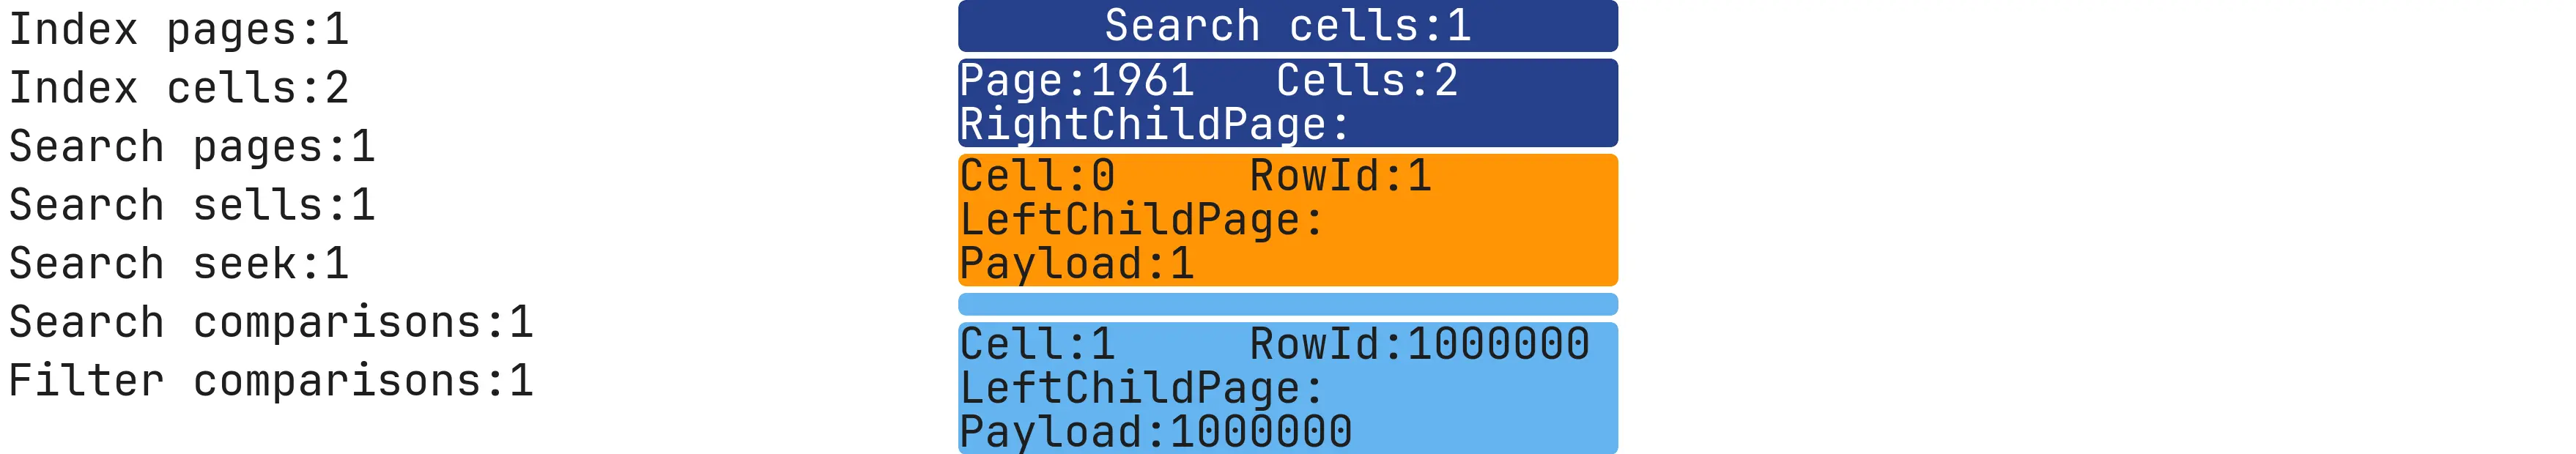 Index pages:1
Index cells:2
Search pages:1
Search sells:1
Search seek:1
Search comparisons:1
Filter comparisons:1
Search cells:1
Page:1961 Cells:2
RightChildPage:
Cell:0 RowId:1
LeftChildPage:
Payload:1
Cell:1 RowId:1000000
LeftChildPage:
Payload:1000000